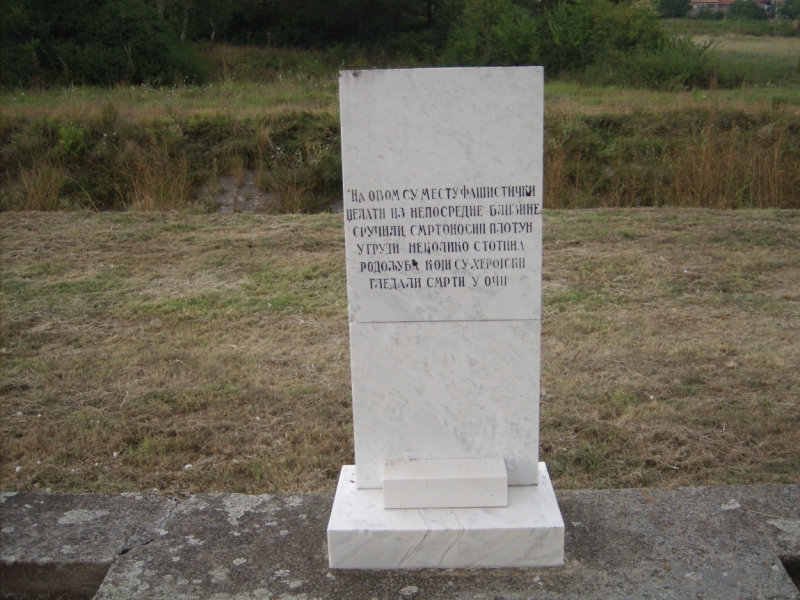 НА ОВОМ СУ МЕСТУ ФАШИСТИЧКИ
ЏЕЛАТИ ИЗ НЕПОСРЕДНЕ БЛИЗИНЕ
СРУЧИЛИ СМРТОНОСНИ ПЛОТУН
У ГРУДИ НЕКОЛИКО СТОТИНА
РОДОЉУБА КОЈИ СУ ХЕРОЈСКИ
ГЛЕДАЛИ СМРТИ У ОЧИ